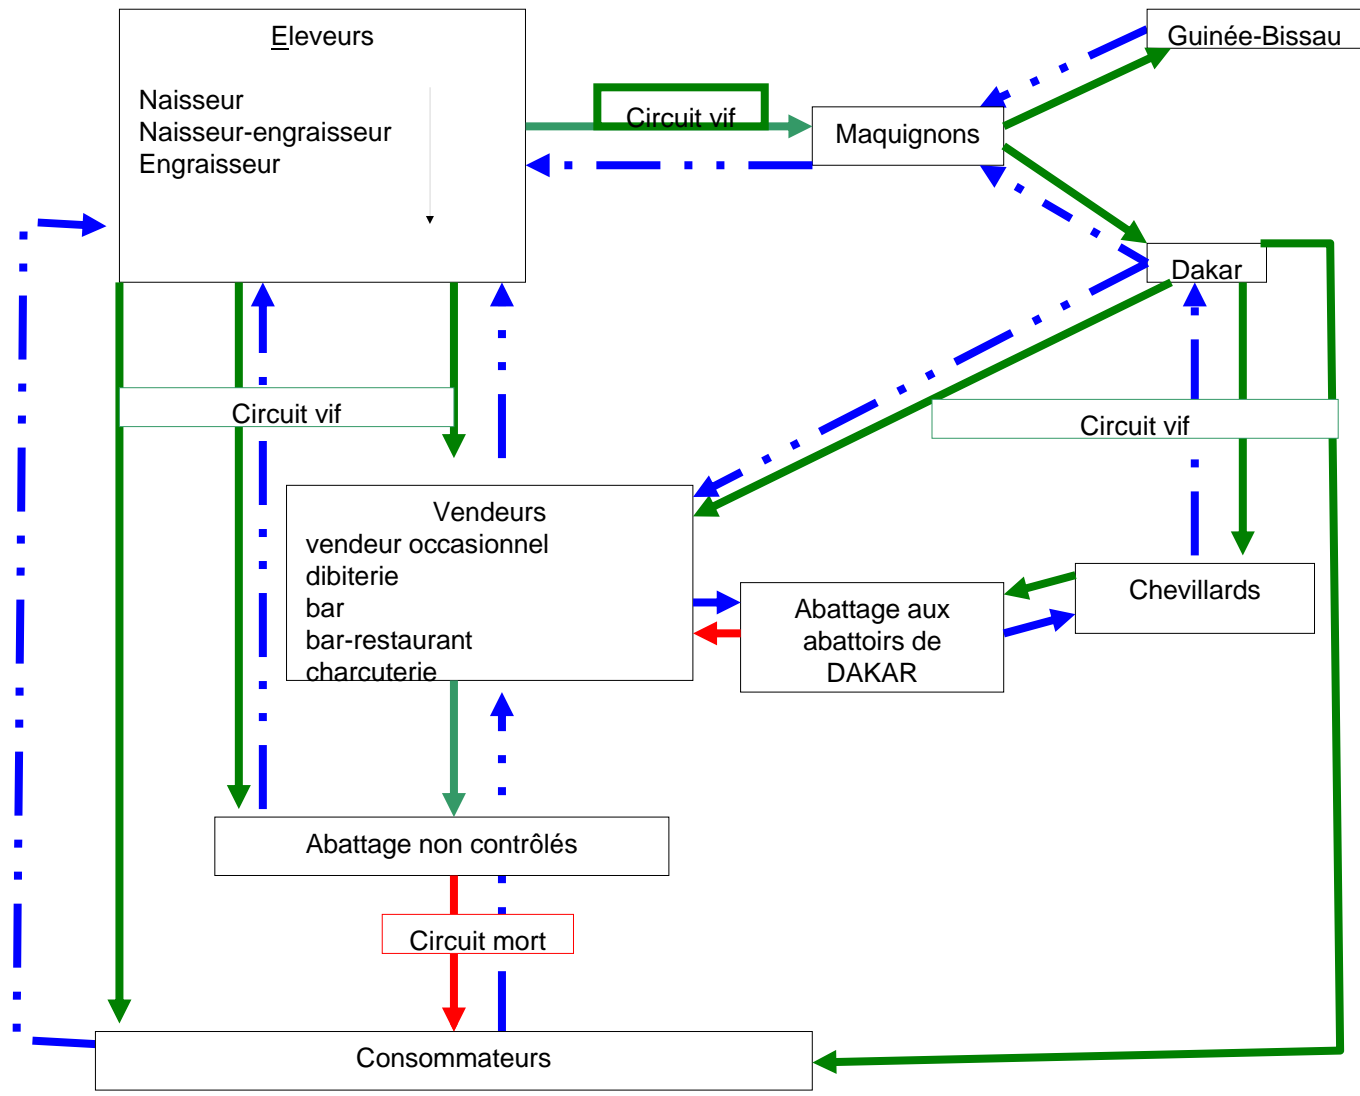 Eleveurs
Naisseur
Naisseur-engraisseur
Engraisseur
Circuit vif
Maquignons
Guinée-Bissau
Dakar
Circuit vif
Circuit vif
Vendeurs
vendeur occasionnel
dibiterie
bar
bar-restaurant
charcuterie
Abattage aux
abattoirs de
DAKAR
Chevillards
Abattage non contrôlés
Circuit mort
Consommateurs